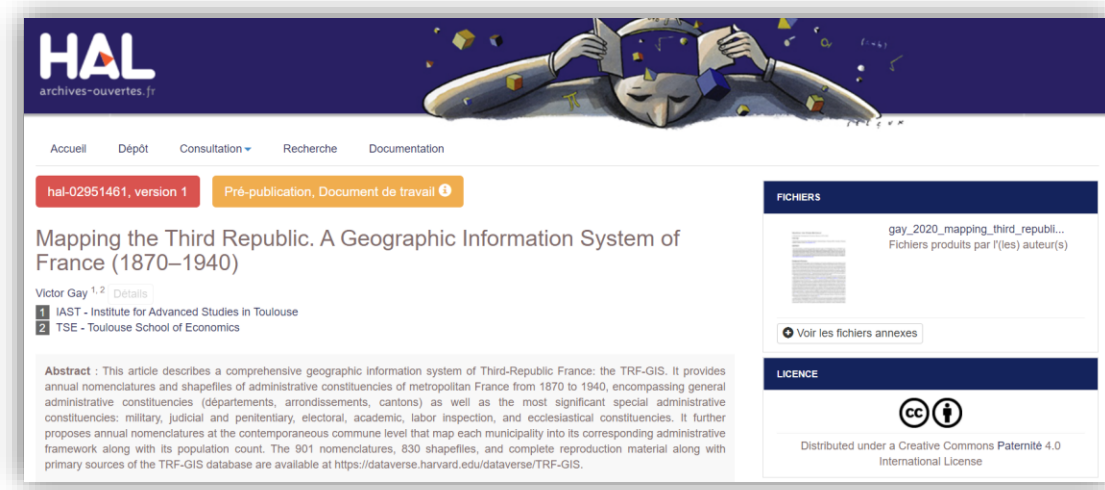 HAL
archives-ouvertes.fr
Accueil Dépôt Consultation Recherche Documentation
hal-02951461, version 1 Pré-publication, Document de travail
Mapping the Third Republic. A Geographic Information System of
France (1870–1940)
Victor Gay 1, 2 Détails
1 IAST - Institute for Advanced Studies in Toulouse
2 TSE - Toulouse School of Economics
Abstract : This article describes a comprehensive geographic information system of Third-Republic France: the TRF-GIS. It provides
annual nomenclatures and shapefiles of administrative constituencies of metropolitan France from 1870 to 1940, encompassing general
administrative constituencies (départements, arrondissements, cantons) as well as the most significant special administrative
constituencies: military, judicial and penitentiary, electoral, academic, labor inspection, and ecclesiastical constituencies. It further
proposes annual nomenclatures at the contemporaneous commune level that map each municipality into its corresponding administrative
framework along with its population count. The 901 nomenclatures, 830 shapefiles, and complete reproduction material along with
primary sources of the TRF-GIS database are available at https://dataverse.harvard.edu/dataverse/TRF-GIS.
FICHIERS
gay_2020_mapping_third_republi...
Fichiers produits par l'(les) auteur(s)
Voir les fichiers annexes
LICENCE
cc
Distributed under a Creative Commons Paternité 4.0
International License